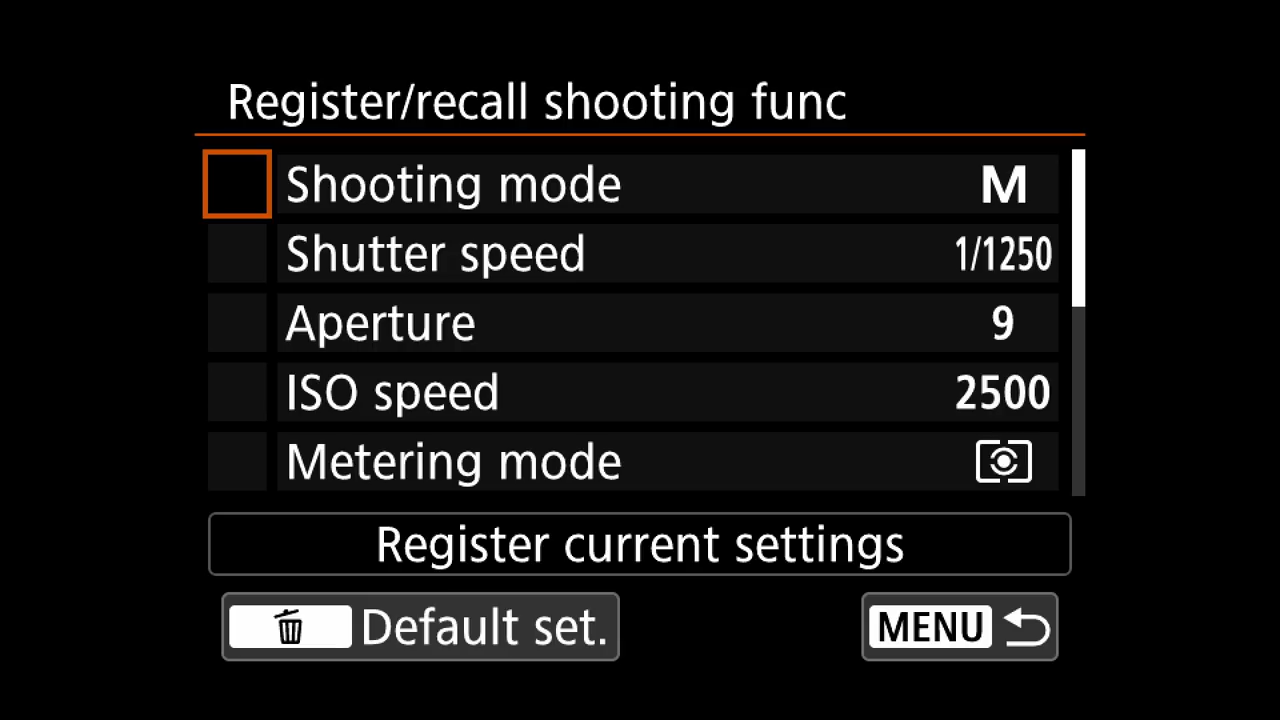 Register/recall shooting func
Shooting mode M
Shutter speed 1/1250
Aperture 9
ISO speed 2500
Metering mode
Register current settings
Default set. MENU